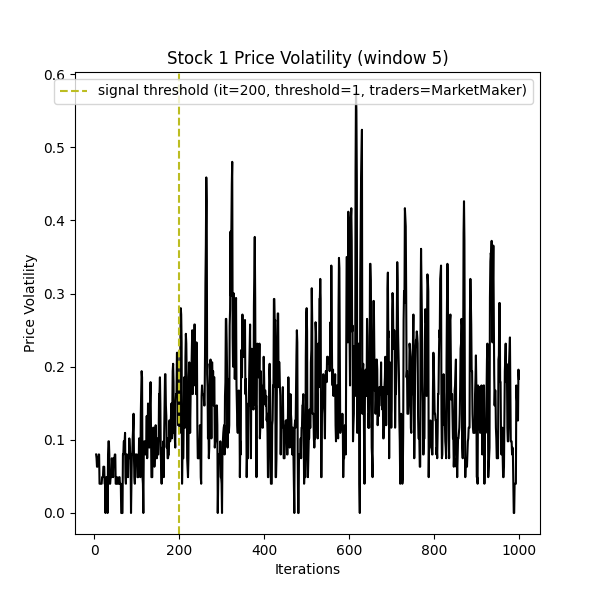 Stock 1 Price Volatility (window 5)
signal threshold (it=200, threshold=1, traders=MarketMaker)
0.6
0.5
0.4
0.3
0.2
0.1
0.0
Price Volatility
0 200 400 600 800 1000
Iterations